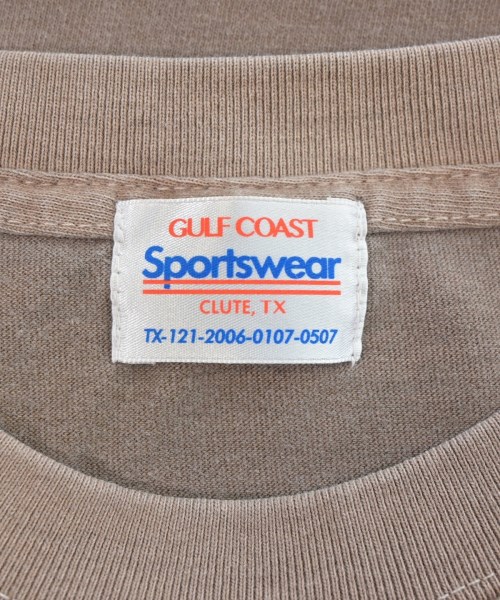 GULF COAST
Sportswear
CLUTE, TX
TX-121-2006-0107-0507